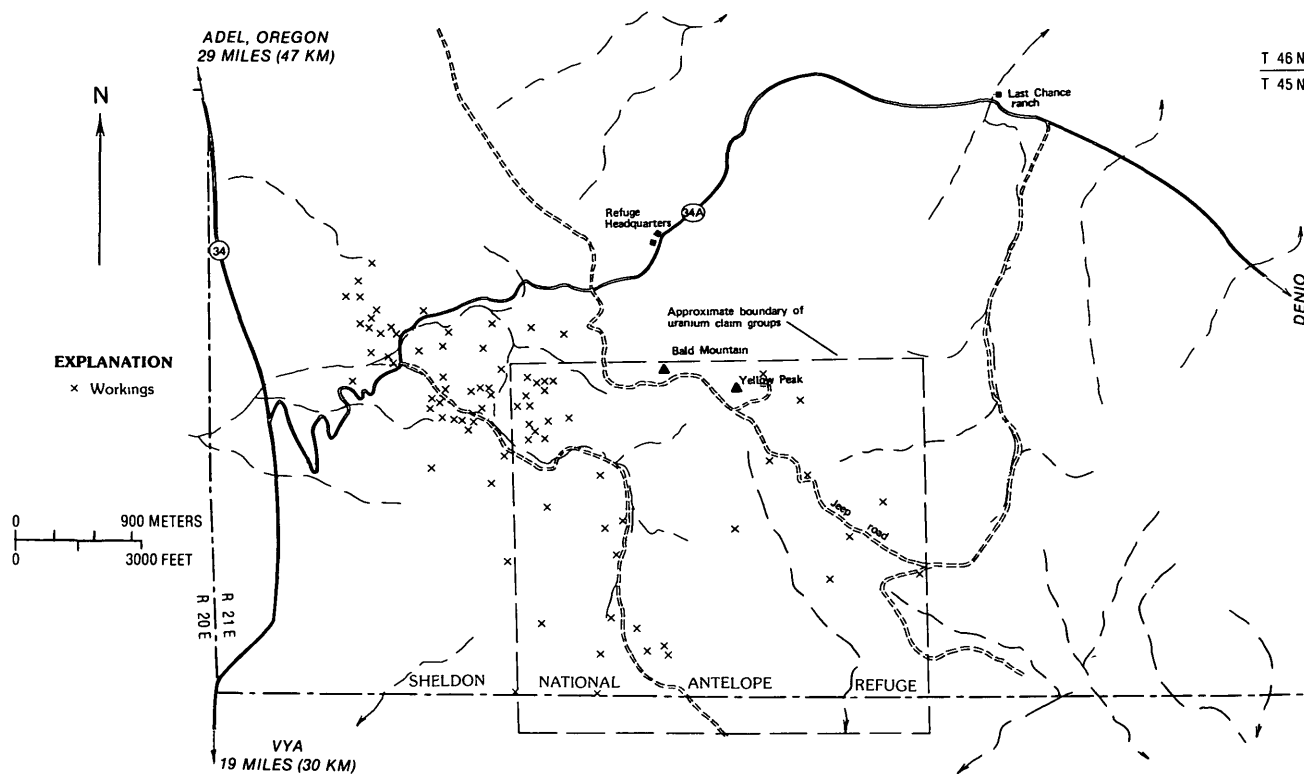 ADEL, OREGON
29 MILES (47 KM)
T 46 N
T 45 N
N
Last Chance
ranch
Refuge
Headquarters
34A
34
DENIO
Approximate boundary of
uranium claim groups
Bald Mountain
EXPLANATION
× Workings
Yellow Peak
Jeep road
0 900 METERS
0 3000 FEET
R 20 E
R 21 E
SHELDON NATIONAL ANTELOPE REFUGE
VYA
19 MILES (30 KM)